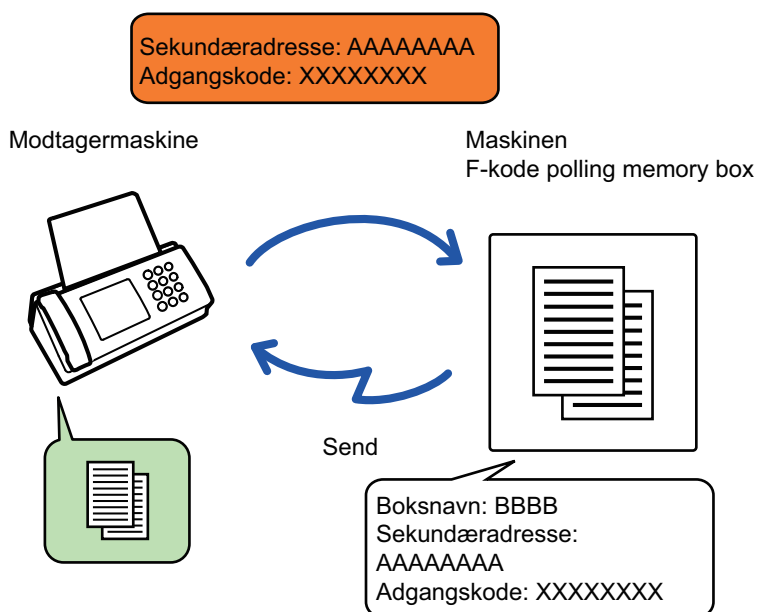 Sekundæradresse: AAAAAAAA
Adgangskode: XXXXXXXX
Modtagermaskine
Maskinen
F-kode polling memory box
Send
Boksnavn: BBBB
Sekundæradresse:
AAAAAAAA
Adgangskode: XXXXXXXX